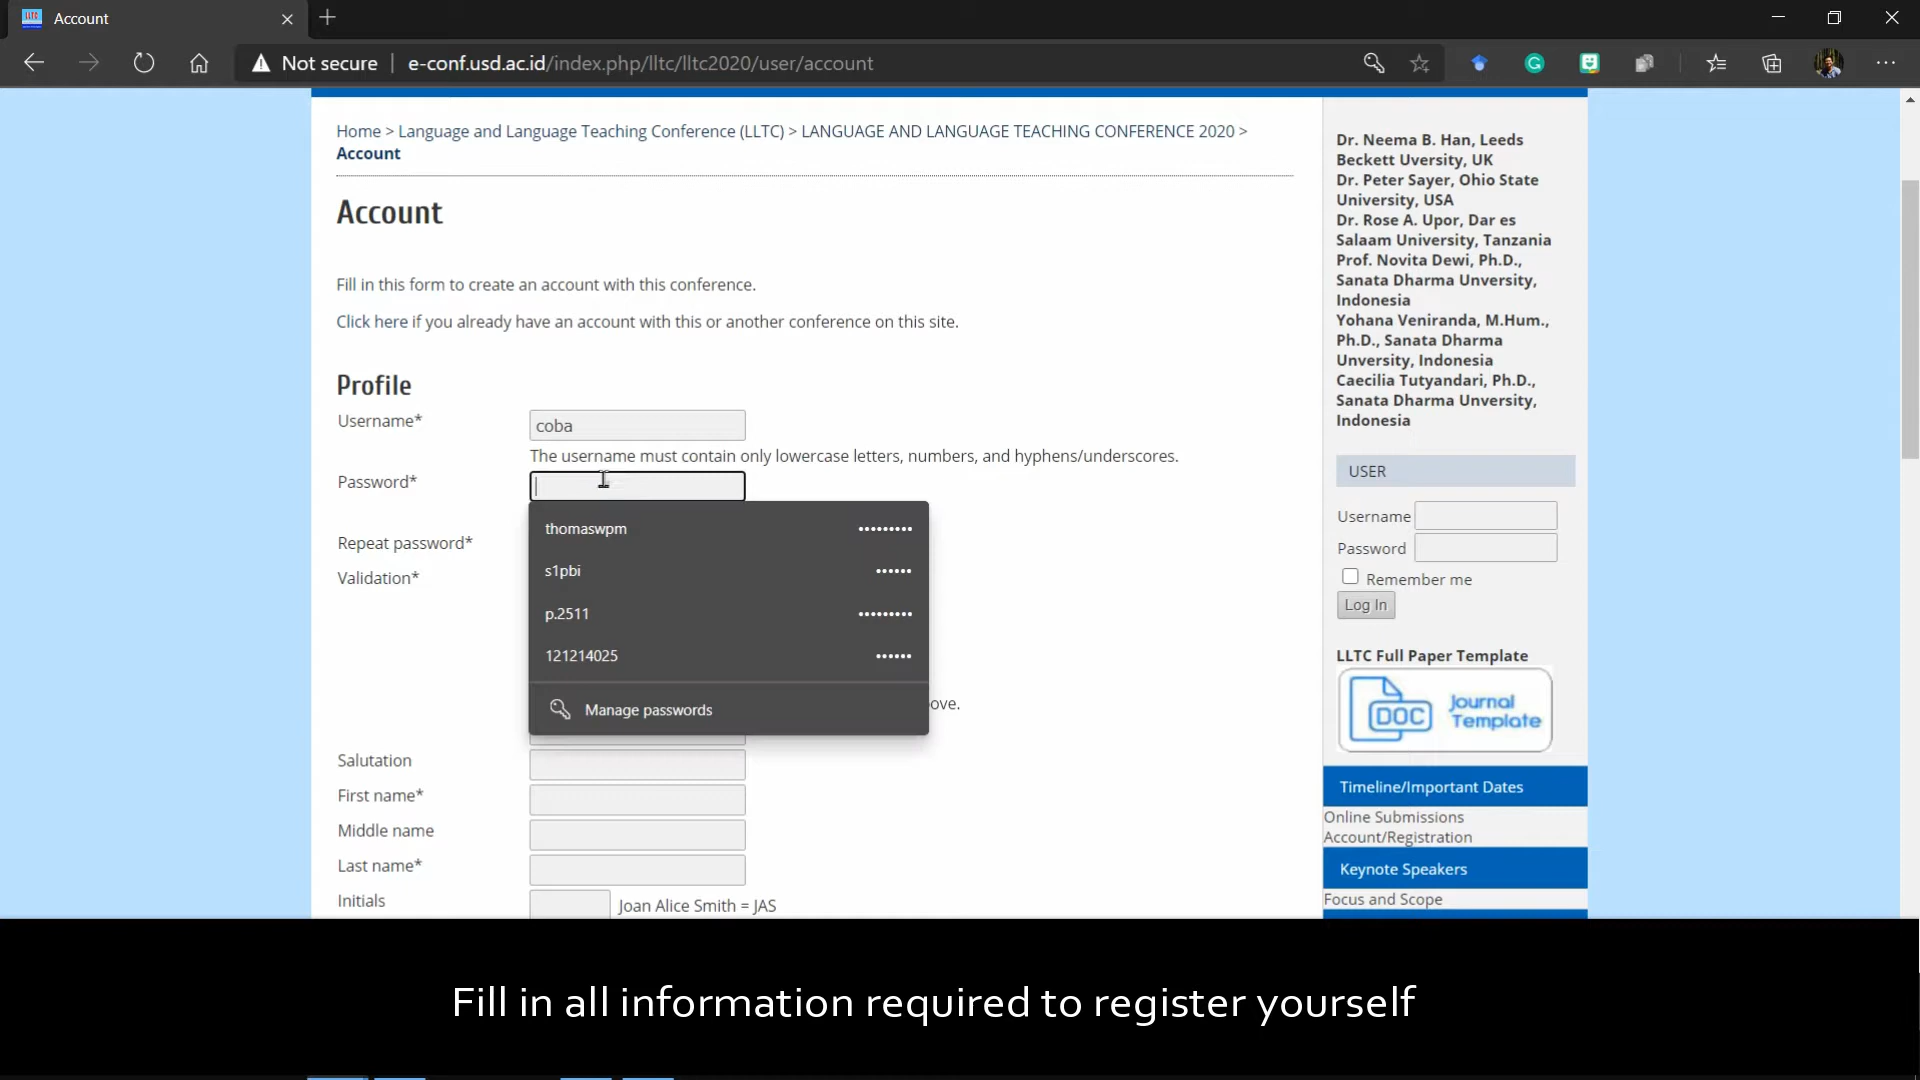 Account
Not secure | e-conf.usd.ac.id/index.php/lltc/lltc2020/user/account
Home > Language and Language Teaching Conference (LLTC) > LANGUAGE AND LANGUAGE TEACHING CONFERENCE 2020 >
Account
Account
Fill in this form to create an account with this conference.
Click here if you already have an account with this or another conference on this site.
Profile
Username*
coba
The username must contain only lowercase letters, numbers, and hyphens/underscores.
Password*
thomaswpm •••••••••
s1pbi ••••••
p.2511 •••••••••
121214025 ••••••
Manage passwords
Repeat password*
Validation*
ove.
Salutation
First name*
Middle name
Last name*
Initials
Joan Alice Smith = JAS
Dr. Neema B. Han, Leeds
Beckett Uversity, UK
Dr. Peter Sayer, Ohio State
University, USA
Dr. Rose A. Upor, Dar es
Salaam University, Tanzania
Prof. Novita Dewi, Ph.D.,
Sanata Dharma Unversity,
Indonesia
Yohana Veniranda, M.Hum.,
Ph.D., Sanata Dharma
Unversity, Indonesia
Caecilia Tutyandari, Ph.D.,
Sanata Dharma Unversity,
Indonesia
USER
Username
Password
Remember me
Log In
LLTC Full Paper Template
DOC
Journal
Template
Timeline/Important Dates
Online Submissions
Account/Registration
Keynote Speakers
Focus and Scope
Fill in all information required to register yourself